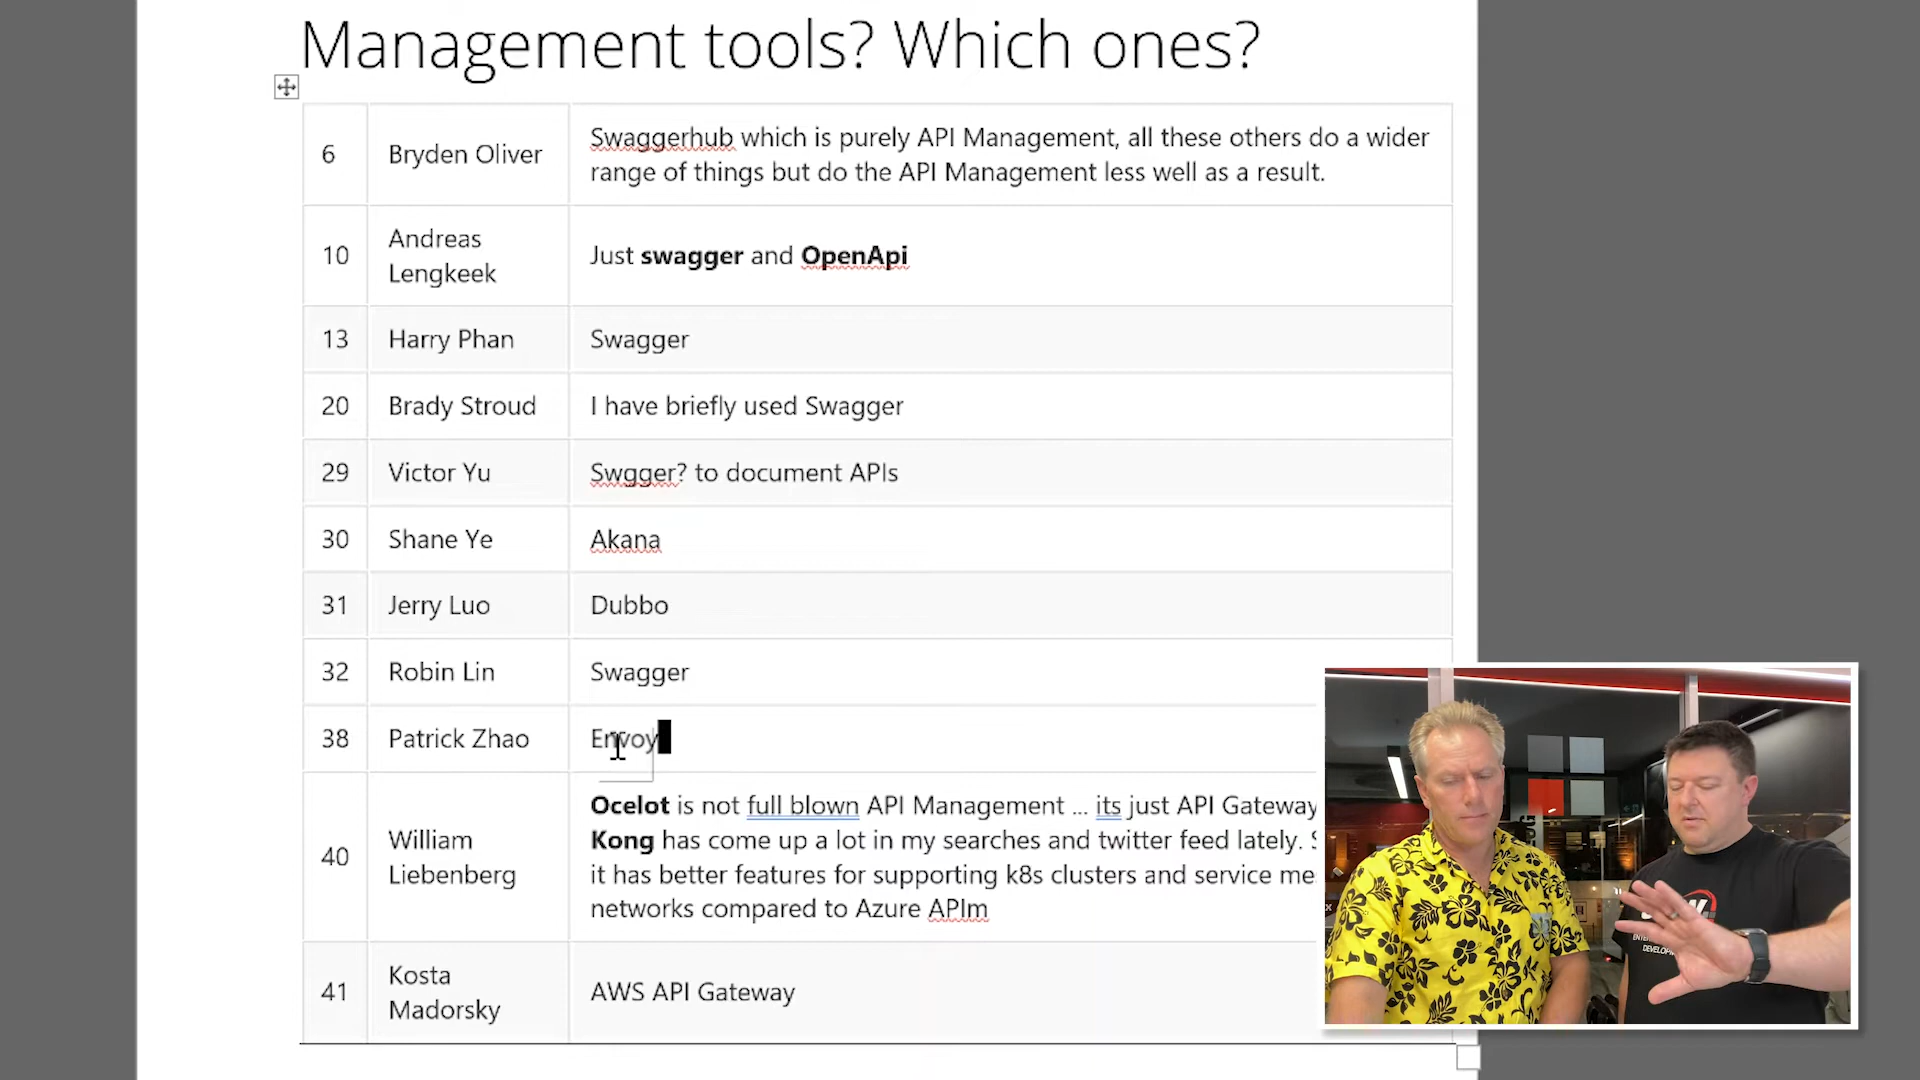 Management tools? Which ones?
6
Bryden Oliver
Swaggerhub which is purely API Management, all these others do a wider
range of things but do the API Management less well as a result.
10
Andreas
Lengkeek
Just swagger and OpenApi
13
Harry Phan
Swagger
20
Brady Stroud
I have briefly used Swagger
29
Victor Yu
Swgger? to document APIs
30
Shane Ye
Akana
31
Jerry Luo
Dubbo
32
Robin Lin
Swagger
38
Patrick Zhao
Envoy
40
William
Liebenberg
Ocelot is not full blown API Management ... its just API Gateway
Kong has come up a lot in my searches and twitter feed lately.
it has better features for supporting k8s clusters and service
networks compared to Azure APIm
41
Kosta
Madorsky
AWS API Gateway